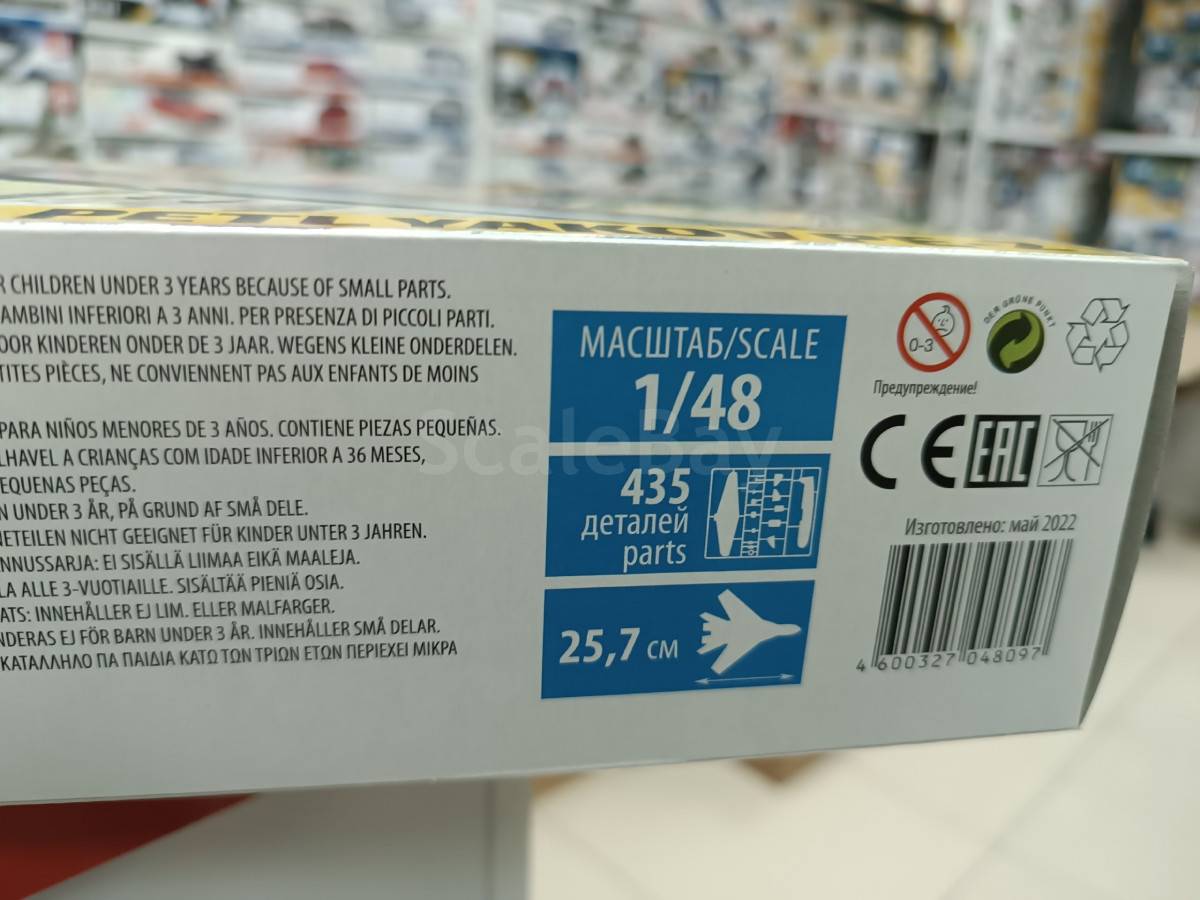 PETLYAKOV
R CHILDREN UNDER 3 YEARS BECAUSE OF SMALL PARTS.
AMBINI INFERIORI A 3 ANNI. PER PRESENZA DI PICCOLI PARTI.
OOR KINDEREN ONDER DE 3 JAAR. WEGENS KLEINE ONDERDELEN.
TITES PIÈCES, NE CONVIENNENT PAS AUX ENFANTS DE MOINS
PARA NIÑOS MENORES DE 3 AÑOS. CONTIENE PIEZAS PEQUEÑAS.
LHAVEL A CRIANÇAS COM IDADE INFERIOR A 36 MESES,
EQUENAS PEÇAS.
N UNDER 3 ÅR, PÅ GRUND AF SMÅ DELE.
NETEILEN NICHT GEEIGNET FÜR KINDER UNTER 3 JAHREN.
NNUSSARJA: EI SISÄLLÄ LIIMAA EIKÄ MAALEJA.
LA ALLE 3-VUOTIAILLE. SISÄLTÄÄ PIENIÄ OSIA.
ATS: INNEHÅLLER EJ LIM. ELLER MALFARGER.
NDERAS EJ FÖR BARN UNDER 3 ÅR. INNEHÅLLER SMÅ DELAR.
ΚΑΤΑΛΛΗΛΟ ΓΙΑ ΠΑΙΔΙΑ ΚΑΤΩ ΤΩΝ ΤΡΙΩΝ ΕΤΩΝ ΠΕΡΙΕΧΕΙ ΜΙΚΡΑ
МАСШТАБ/SCALE
1/48
435
деталей
parts
25,7 см
0-3
DER GRÜNE PUNKT
Предупреждение!
CE EAC
Изготовлено: май 2022
4 600327 048097
ScaleBay